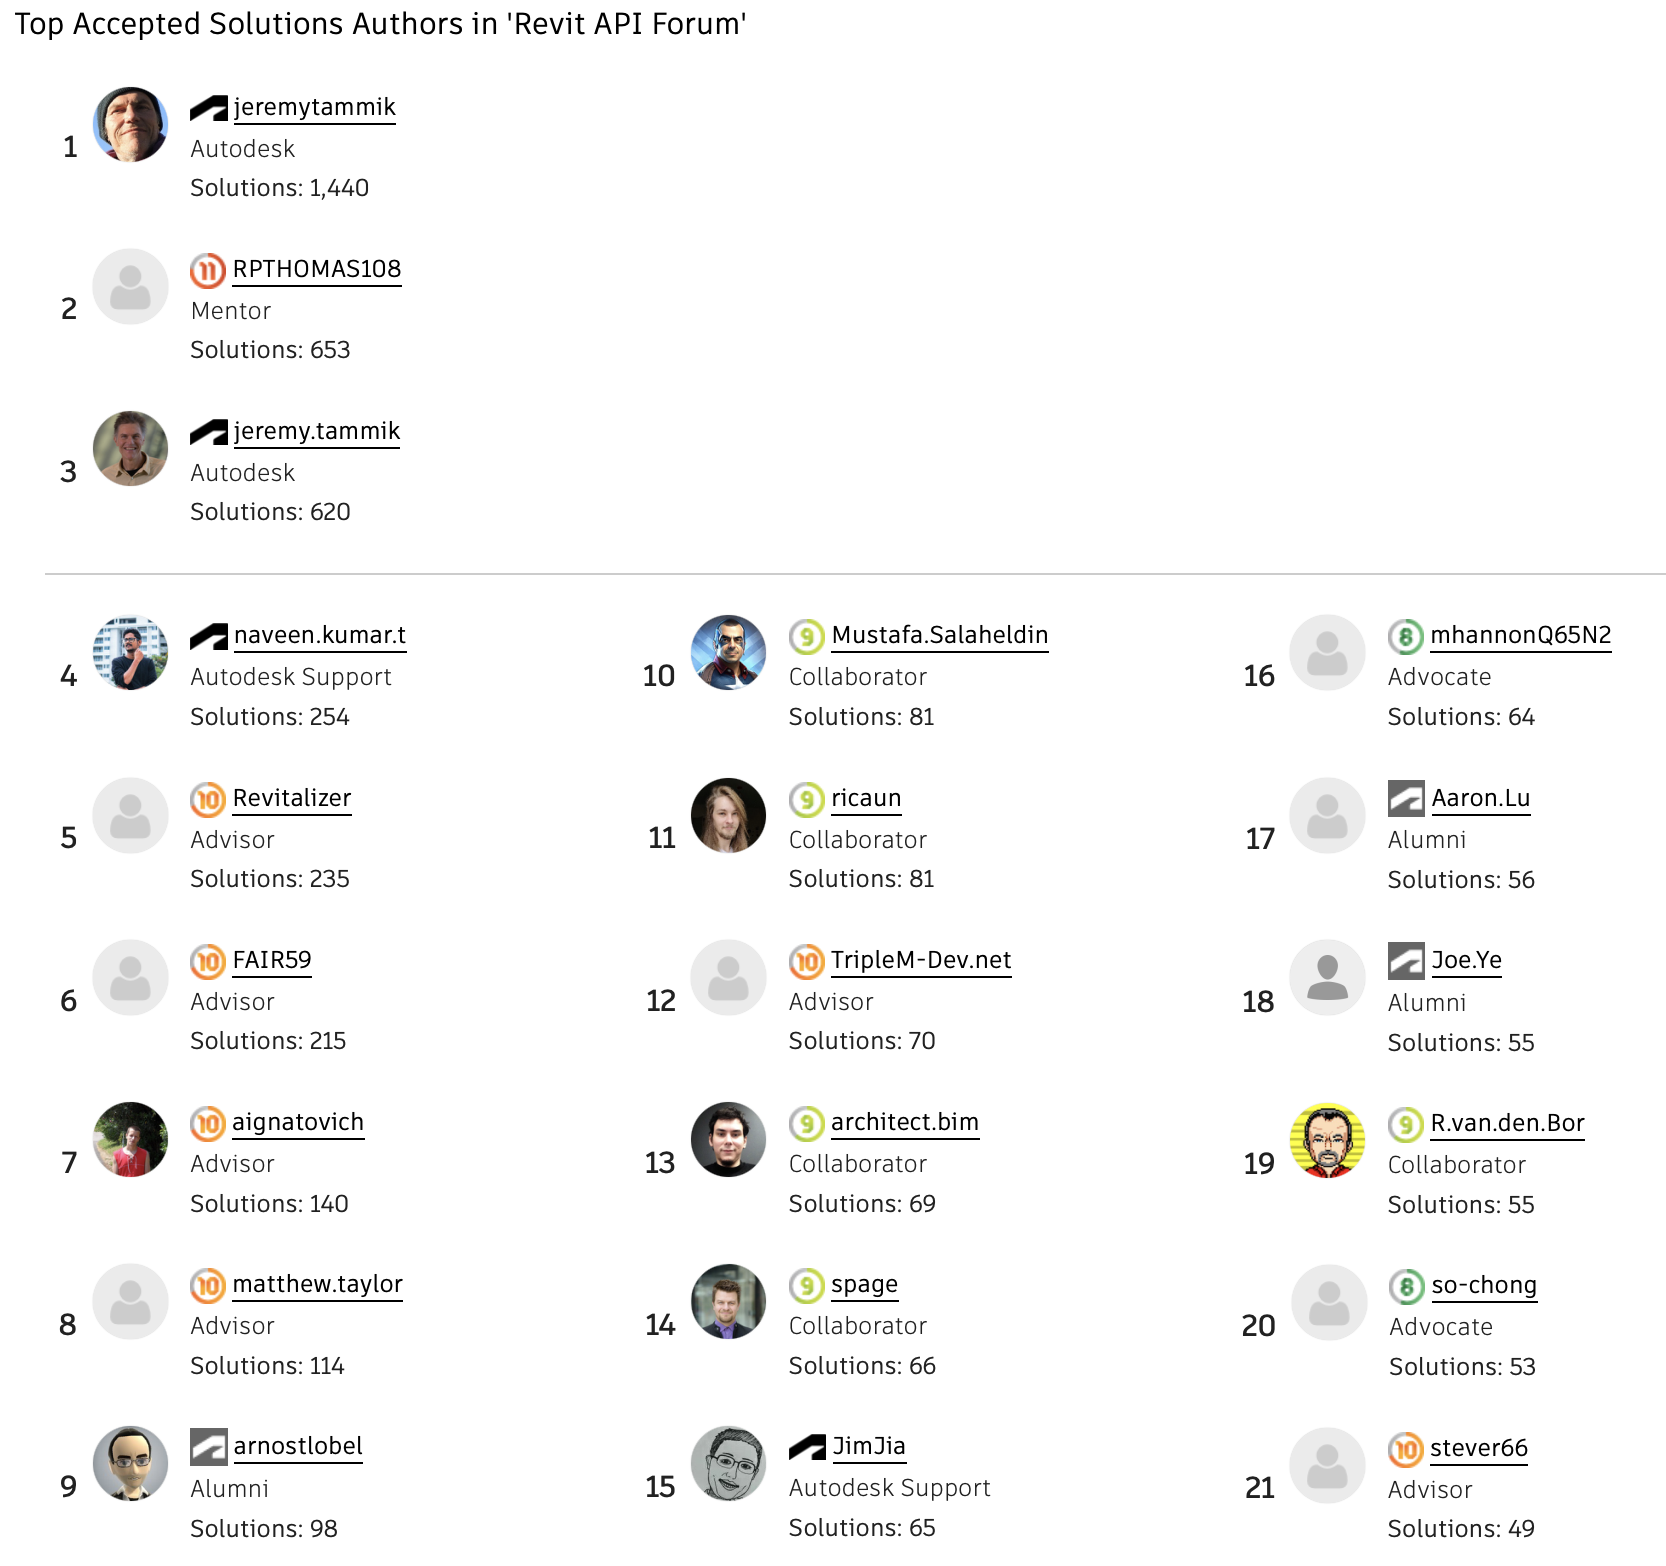 Top Accepted Solutions Authors in 'Revit API Forum'
1
jeremytammik
Autodesk
Solutions: 1,440
2
11 RPTHOMAS108
Mentor
Solutions: 653
3
jeremy.tammik
Autodesk
Solutions: 620
4
naveen.kumar.t
Autodesk Support
Solutions: 254
5
10 Revitalizer
Advisor
Solutions: 235
6
10 FAIR59
Advisor
Solutions: 215
7
10 aignatovich
Advisor
Solutions: 140
8
10 matthew.taylor
Advisor
Solutions: 114
9
arnostlobel
Alumni
Solutions: 98
10
9 Mustafa.Salaheldin
Collaborator
Solutions: 81
11
9 ricaun
Collaborator
Solutions: 81
12
10 TripleM-Dev.net
Advisor
Solutions: 70
13
9 architect.bim
Collaborator
Solutions: 69
14
9 spage
Collaborator
Solutions: 66
15
JimJia
Autodesk Support
Solutions: 65
16
8 mhannonQ65N2
Advocate
Solutions: 64
17
Aaron.Lu
Alumni
Solutions: 56
18
Joe.Ye
Alumni
Solutions: 55
19
9 R.van.den.Bor
Collaborator
Solutions: 55
20
8 so-chong
Advocate
Solutions: 53
21
10 stever66
Advisor
Solutions: 49